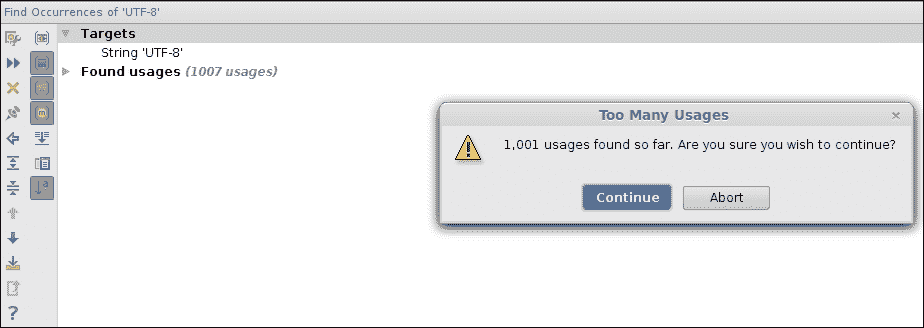 Find Occurrences of 'UTF-8'
Targets
String 'UTF-8'
Found usages (1007 usages)
Too Many Usages
1,001 usages found so far. Are you sure you wish to continue?
Continue
Abort